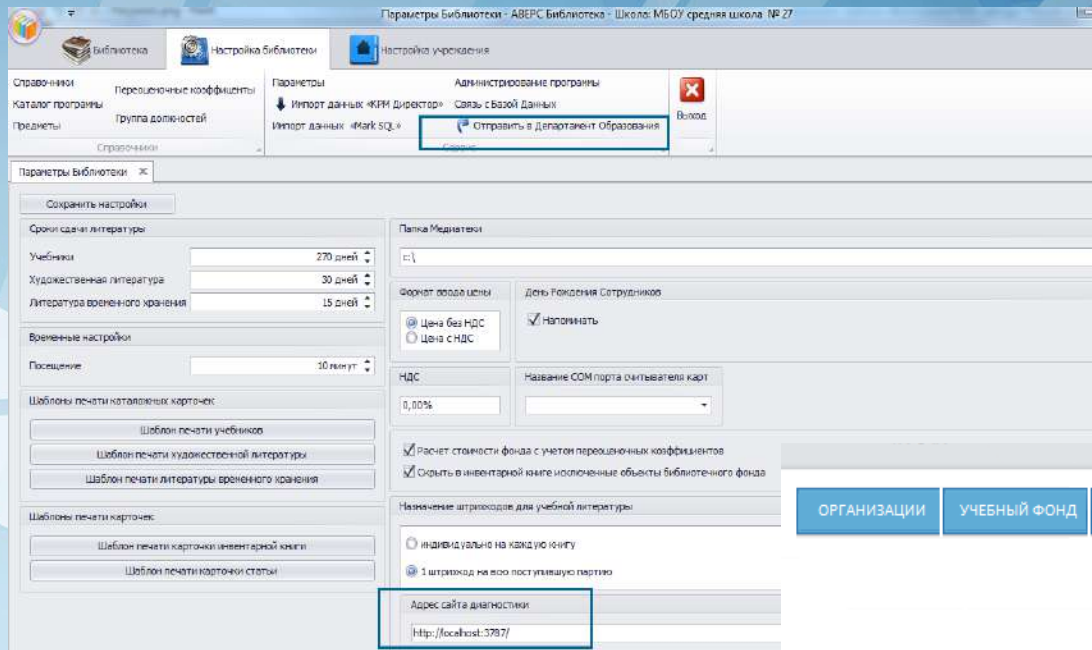 Параметры Библиотеки - АВЕРС Библиотека - Школа: МБОУ средняя школа №27
Библиотека
Настройка библиотеки
Настройка учреждения
Справочники
Каталог программы
Предметы
Переоценочные коэффициенты
Группа должностей
Справочники
Параметры
Импорт данных «КРМ Директор»
Импорт данных «Mark SQL»
Администрирование программы
Связь с Базой Данных
Отправить в Департамент Образования
Сервис
Выход
Параметры Библиотеки
Сохранить настройки
Сроки сдачи литературы
Учебники 270 дней
Художественная литература 30 дней
Литература временного хранения 15 дней
Временные настройки
Посещение 10 минут
Шаблоны печати каталожных карточек
Шаблон печати учебников
Шаблон печати художественной литературы
Шаблон печати литературы временного хранения
Шаблоны печати карточек
Шаблон печати карточки инвентарной книги
Шаблон печати карточки статьи
Папка Медиатеки
c:\
Формат ввода цены
Цена без НДС
Цена с НДС
День Рождения Сотрудников
Напоминать
НДС
0,00%
Название COM порта считывателя карт
Расчет стоимости фонда с учетом переоценочных коэффициентов
Скрыть в инвентарной книге исключенные объекты библиотечного фонда
Назначение штрихкодов для учебной литературы
индивидуально на каждую книгу
1 штрихкод на всю поступившую партию
Адрес сайта диагностики
http://localhost:3787/
ОРГАНИЗАЦИИ
УЧЕБНЫЙ ФОНД